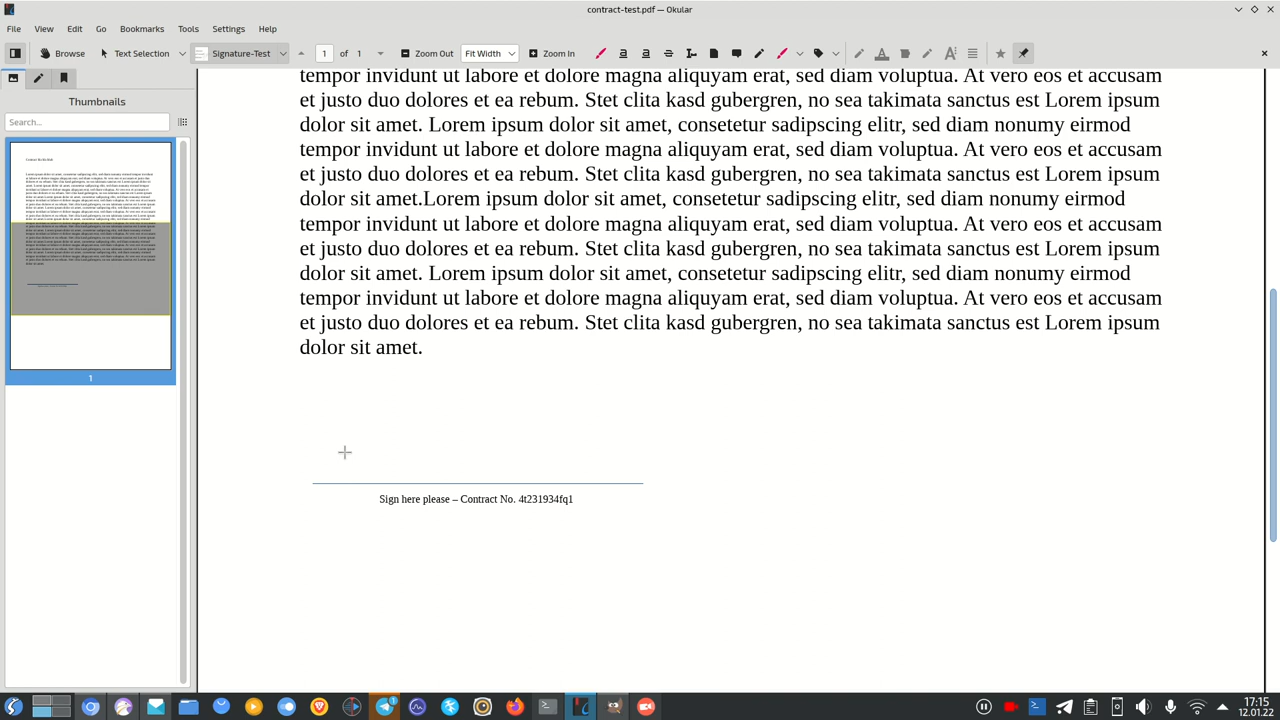 contract-test.pdf — Okular
File View Edit Go Bookmarks Tools Settings Help
Browse Text Selection Signature-Test 1 of 1 Zoom Out Fit Width Zoom In
Thumbnails
Search...
1
tempor invidunt ut labore et dolore magna aliquyam erat, sed diam voluptua. At vero eos et accusam
et justo duo dolores et ea rebum. Stet clita kasd gubergren, no sea takimata sanctus est Lorem ipsum
dolor sit amet. Lorem ipsum dolor sit amet, consetetur sadipscing elitr, sed diam nonumy eirmod
tempor invidunt ut labore et dolore magna aliquyam erat, sed diam voluptua. At vero eos et accusam
et justo duo dolores et ea rebum. Stet clita kasd gubergren, no sea takimata sanctus est Lorem ipsum
dolor sit amet.Lorem ipsum dolor sit amet, consetetur sadipscing elitr, sed diam nonumy eirmod
tempor invidunt ut labore et dolore magna aliquyam erat, sed diam voluptua. At vero eos et accusam
et justo duo dolores et ea rebum. Stet clita kasd gubergren, no sea takimata sanctus est Lorem ipsum
dolor sit amet. Lorem ipsum dolor sit amet, consetetur sadipscing elitr, sed diam nonumy eirmod
tempor invidunt ut labore et dolore magna aliquyam erat, sed diam voluptua. At vero eos et accusam
et justo duo dolores et ea rebum. Stet clita kasd gubergren, no sea takimata sanctus est Lorem ipsum
dolor sit amet.
Sign here please – Contract No. 4t231934fq1
17:15
12.01.22